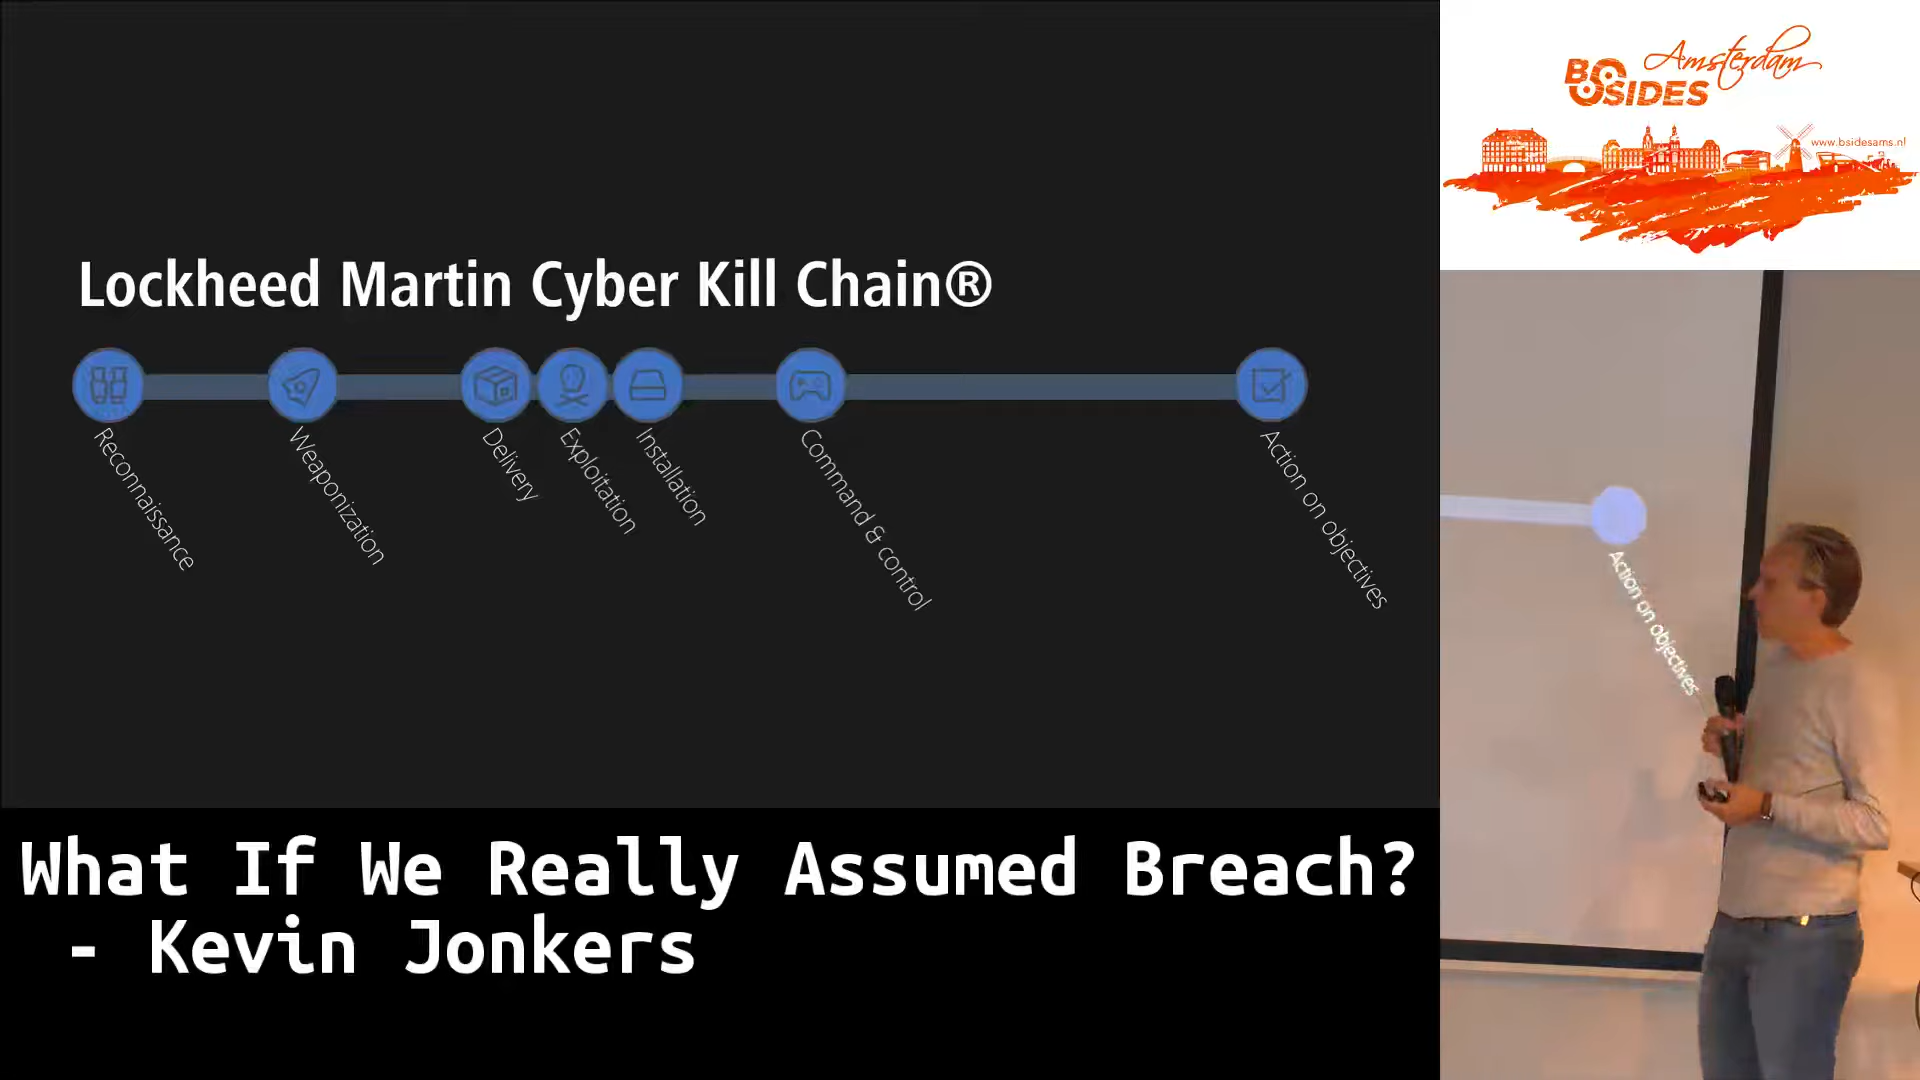 Lockheed Martin Cyber Kill Chain®
Reconnaissance
Weaponization
Delivery
Exploitation
Installation
Command & control
Action on objectives
What If We Really Assumed Breach?
- Kevin Jonkers
Amsterdam
BSIDES
www.bsidesams.nl
Action on objectives